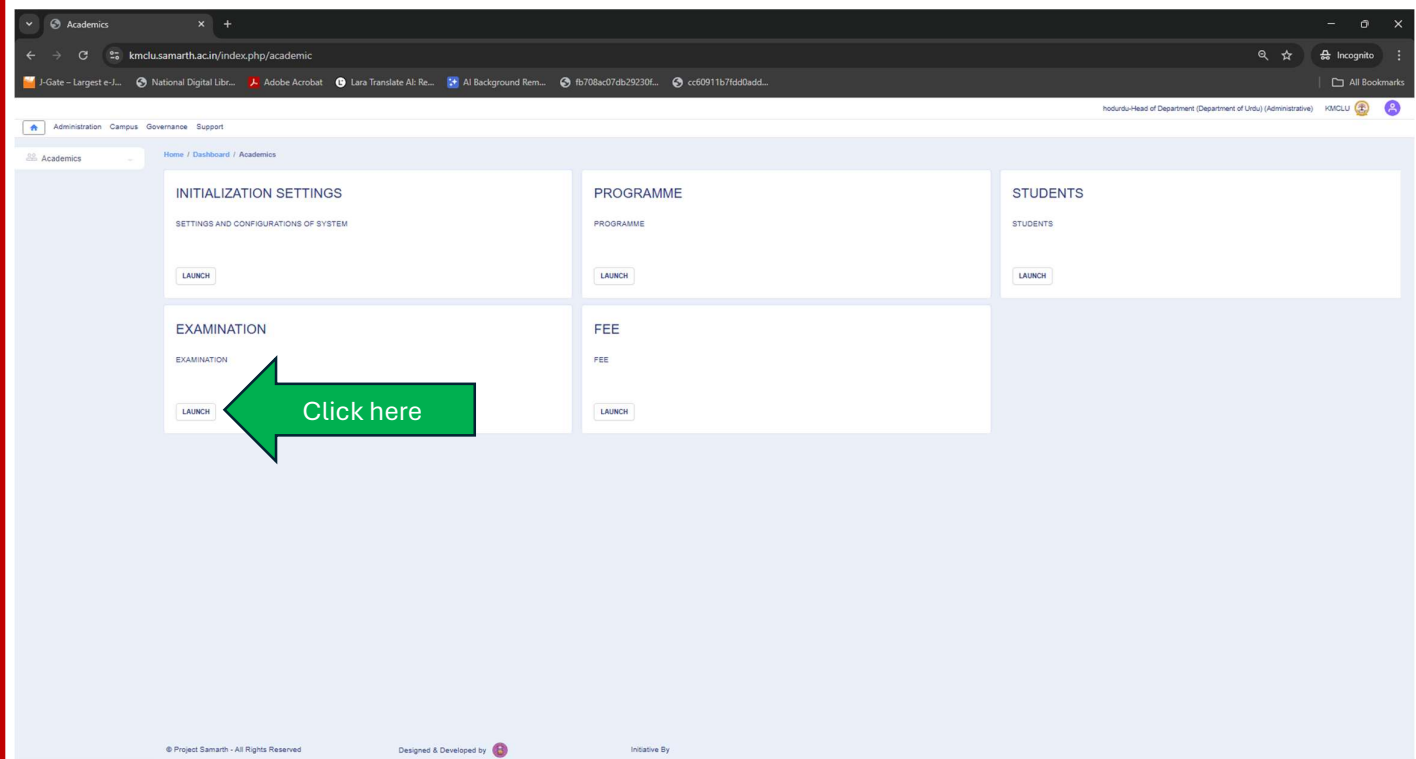 Academics
kmclu.samarth.ac.in/index.php/academic
Incognito
J-Gate – Largest e-J... National Digital Libr... Adobe Acrobat Lara Translate AI: Re... AI Background Rem... fb708ac07db29230f... cc60911b7fdd0add... All Bookmarks
hodurdu-Head of Department (Department of Urdu) (Administrative) KMCLU
Administration Campus Governance Support
Academics
Home / Dashboard / Academics
INITIALIZATION SETTINGS
SETTINGS AND CONFIGURATIONS OF SYSTEM
LAUNCH
PROGRAMME
PROGRAMME
LAUNCH
STUDENTS
STUDENTS
LAUNCH
EXAMINATION
EXAMINATION
LAUNCH
Click here
FEE
FEE
LAUNCH
© Project Samarth - All Rights Reserved Designed & Developed by Initiative By